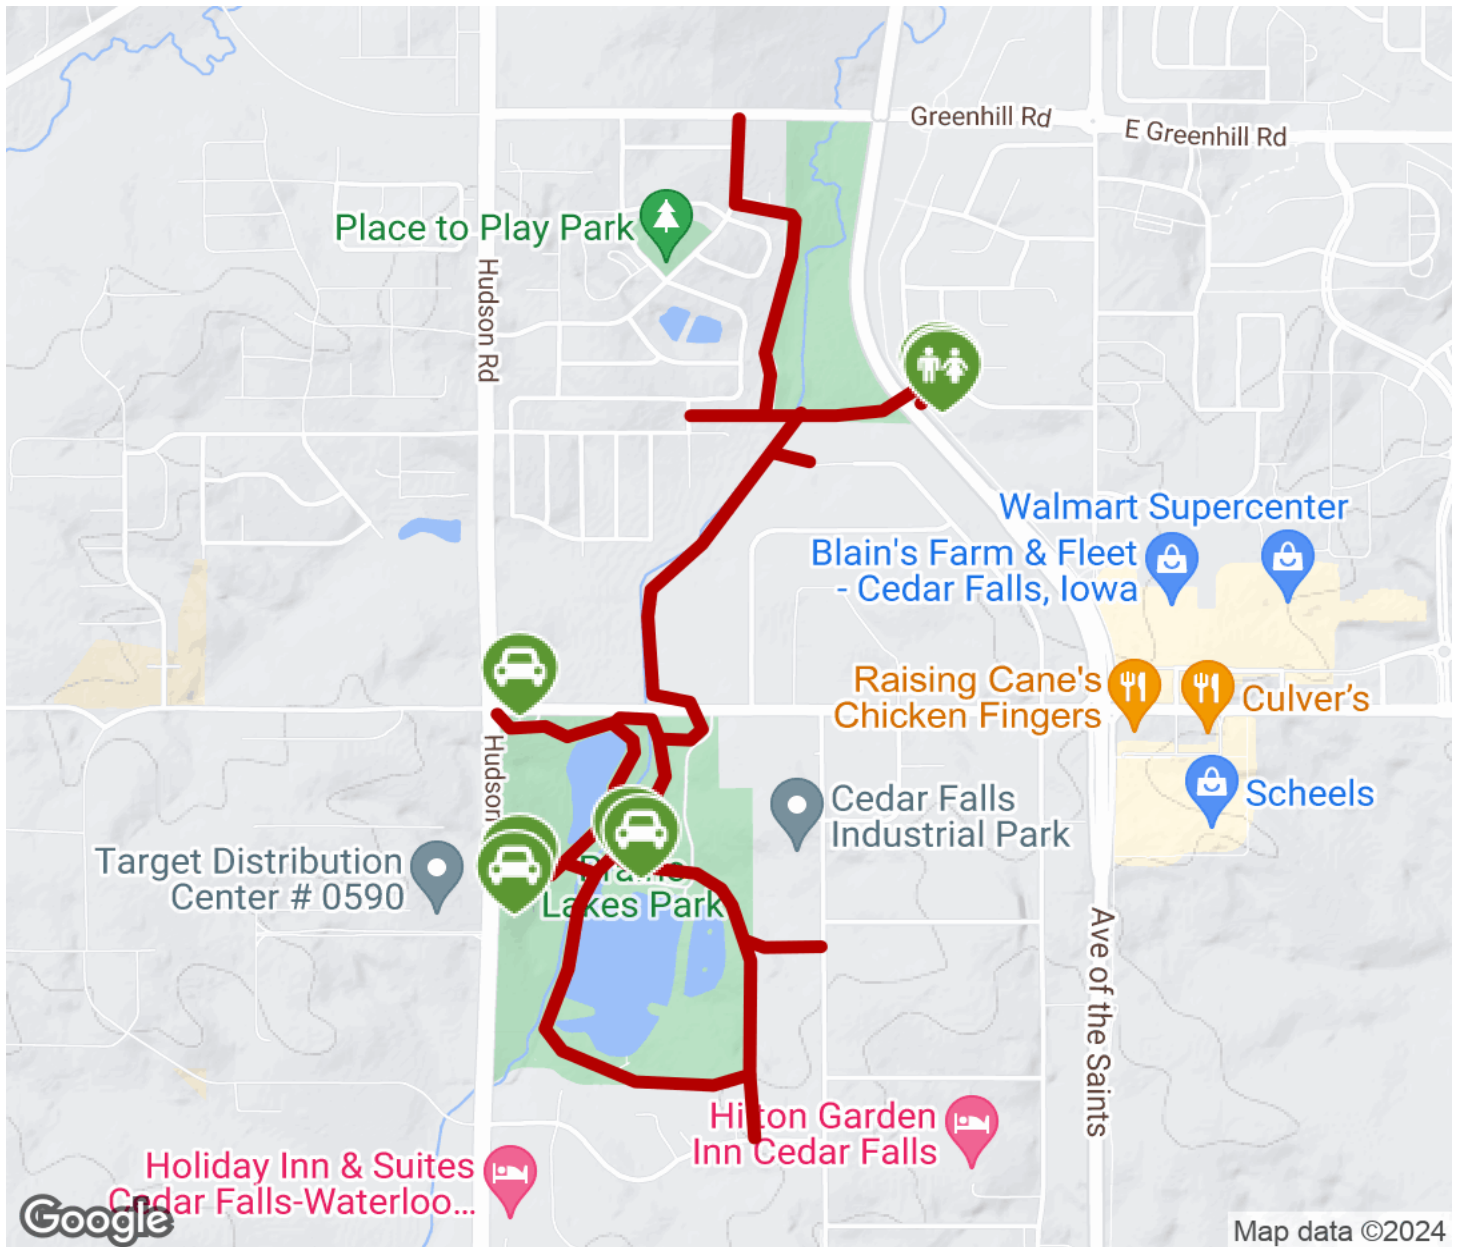 Greenhill Rd
E Greenhill Rd
Place to Play Park
Hudson Rd
Walmart Supercenter
Blain's Farm & Fleet
- Cedar Falls, Iowa
Raising Cane's
Chicken Fingers
Culver's
Hudson
Scheels
Cedar Falls
Industrial Park
Target Distribution
Center # 0590
Lakes Park
Ave of the Saints
Hilton Garden
Inn Cedar Falls
Holiday Inn & Suites
Cedar Falls-Waterloo...
Google
Map data ©2024